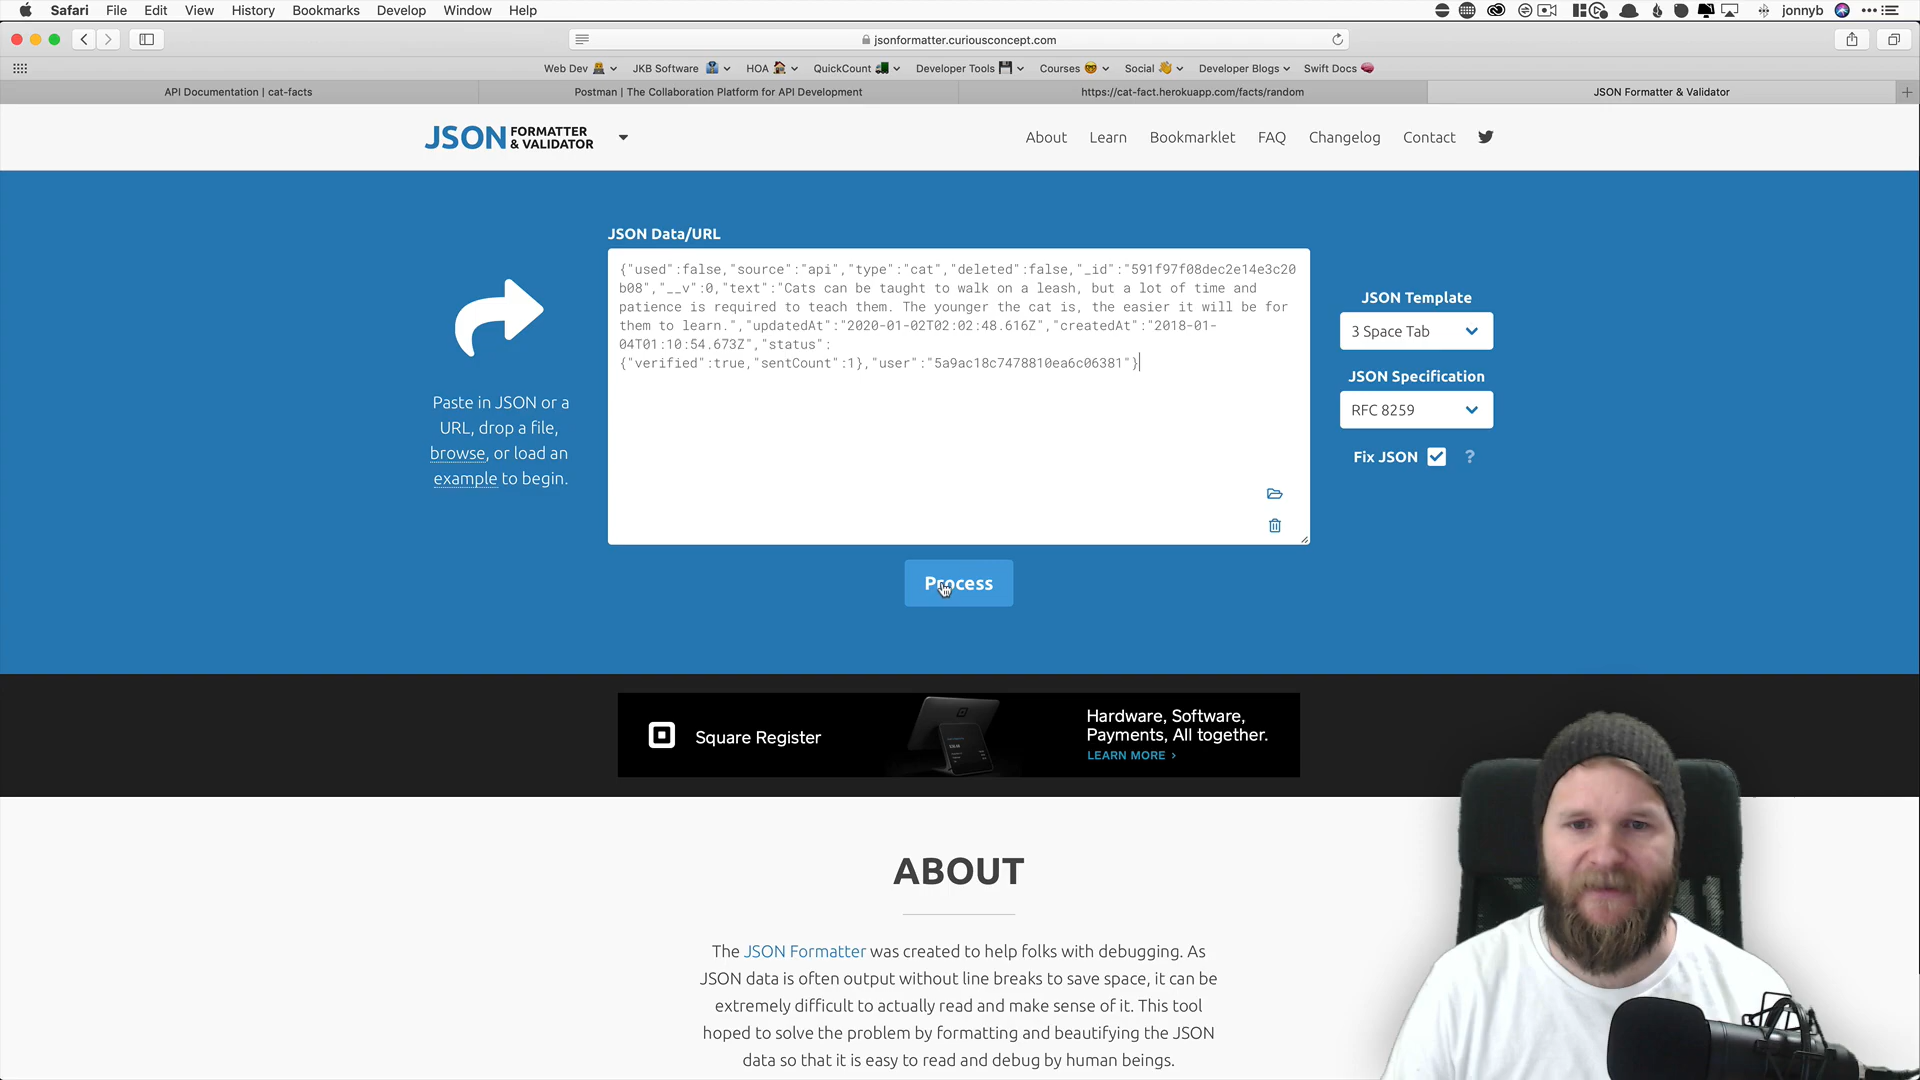 Safari File Edit View History Bookmarks Develop Window Help jonnyb
jsonformatter.curiousconcept.com
Web Dev JKB Software HOA QuickCount Developer Tools Courses Social Developer Blogs Swift Docs
API Documentation | cat-facts Postman | The Collaboration Platform for API Development https://cat-fact.herokuapp.com/facts/random JSON Formatter & Validator
JSON FORMATTER & VALIDATOR About Learn Bookmarklet FAQ Changelog Contact
JSON Data/URL
{"used":false,"source":"api","type":"cat","deleted":false,"_id":"591f97f08dec2e14e3c20
b08","__v":0,"text":"Cats can be taught to walk on a leash, but a lot of time and
patience is required to teach them. The younger the cat is, the easier it will be for
them to learn.","updatedAt":"2020-01-02T02:02:48.616Z","createdAt":"2018-01-
04T01:10:54.673Z","status":
{"verified":true,"sentCount":1},"user":"5a9ac18c7478810ea6c06381"}
Paste in JSON or a
URL, drop a file,
browse, or load an
example to begin.
JSON Template
3 Space Tab
JSON Specification
RFC 8259
Fix JSON ?
Process
Square Register
Hardware, Software,
Payments, All together.
LEARN MORE >
ABOUT
The JSON Formatter was created to help folks with debugging. As
JSON data is often output without line breaks to save space, it can be
extremely difficult to actually read and make sense of it. This tool
hoped to solve the problem by formatting and beautifying the JSON
data so that it is easy to read and debug by human beings.